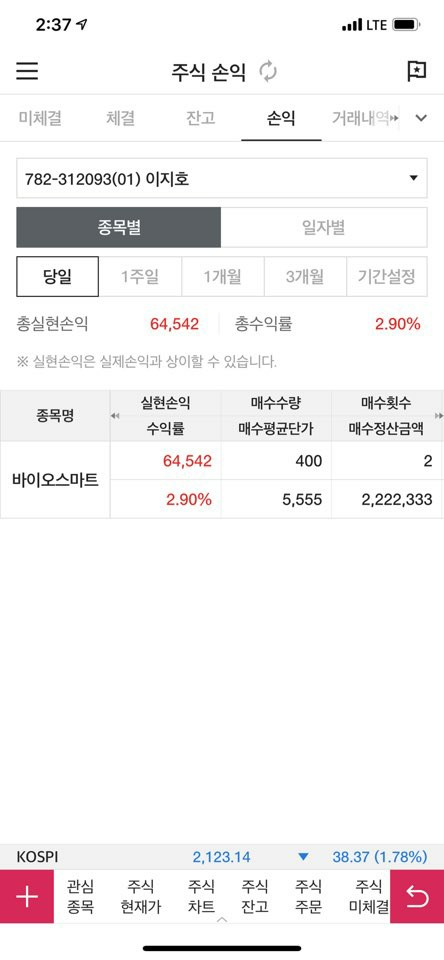 2:37 LTE
주식 손익
미체결 체결 잔고 손익 거래내역
782-312093(01) 이지호
종목별 일자별
당일 1주일 1개월 3개월 기간설정
총실현손익 64,542 총수익률 2.90%
※ 실현손익은 실제손익과 상이할 수 있습니다.
종목명 실현손익 매수수량 매수횟수
수익률 매수평균단가 매수정산금액
바이오스마트 64,542 400 2
2.90% 5,555 2,222,333
KOSPI 2,123.14 ▼ 38.37 (1.78%)
관심 주식 주식 주식 주식 주식
종목 현재가 차트 잔고 주문 미체결